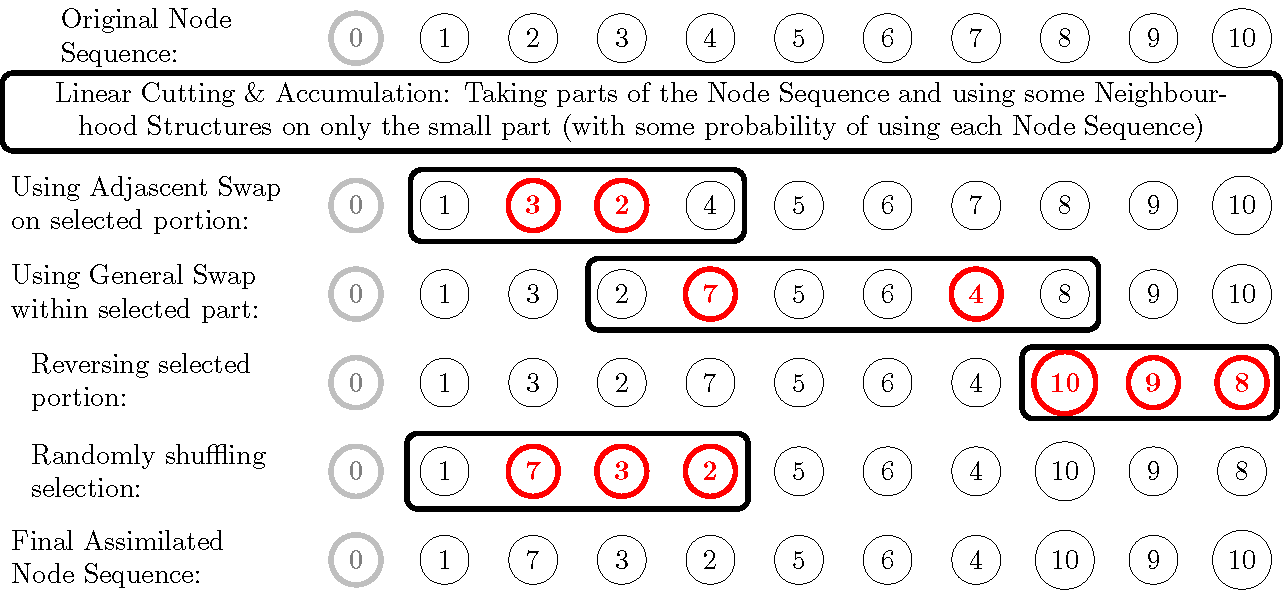 Original Node
Sequence:
0 1 2 3 4 5 6 7 8 9 10
Linear Cutting & Accumulation: Taking parts of the Node Sequence and using some Neighbour-
hood Structures on only the small part (with some probability of using each Node Sequence)
Using Adjascent Swap
on selected portion:
0 1 3 2 4 5 6 7 8 9 10
Using General Swap
within selected part:
0 1 3 2 7 5 6 4 8 9 10
Reversing selected
portion:
0 1 3 2 7 5 6 4 10 9 8
Randomly shuffling
selection:
0 1 7 3 2 5 6 4 10 9 8
Final Assimilated
Node Sequence:
0 1 7 3 2 5 6 4 10 9 10